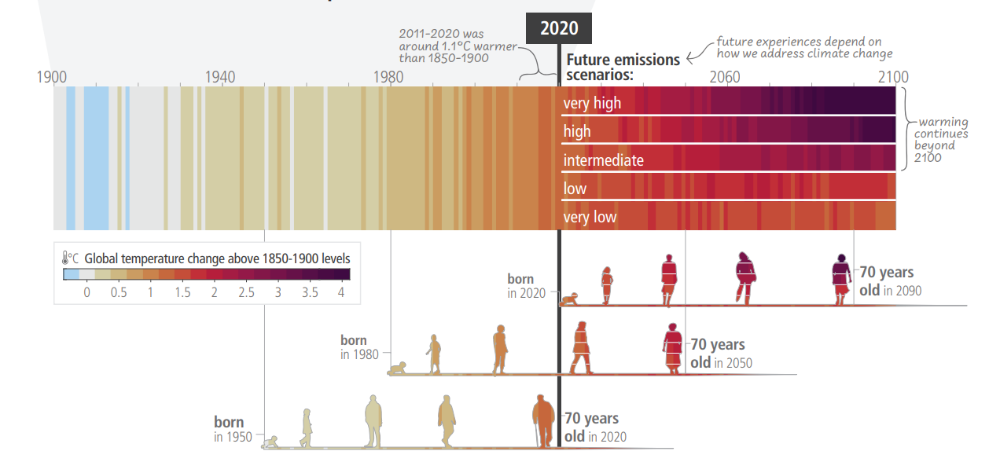 2020
2011–2020 was
around 1.1°C warmer
than 1850-1900
future experiences depend on
how we address climate change
Future emissions
scenarios:
1900 1940 1980 2060 2100
very high
high
intermediate
low
very low
warming
continues
beyond
2100
°C Global temperature change above 1850-1900 levels
0 0.5 1 1.5 2 2.5 3 3.5 4
born
in 2020
70 years
old in 2090
born
in 1980
70 years
old in 2050
born
in 1950
70 years
old in 2020